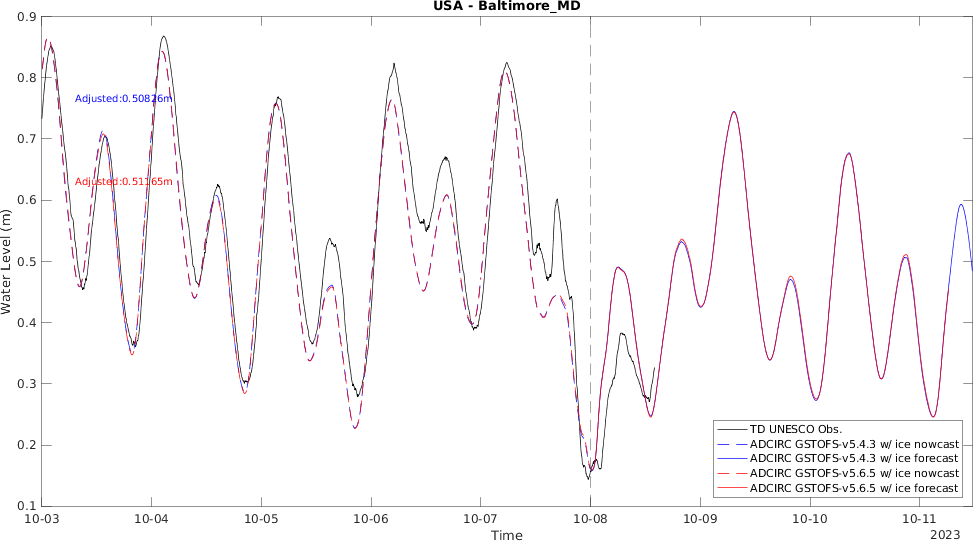 USA - Baltimore_MD
0.9
0.8
0.7
0.6
0.5
0.4
0.3
0.2
0.1
Water Level (m)
Adjusted:0.50826m
Adjusted:0.51165m
TD UNESCO Obs.
ADCIRC GSTOFS-v5.4.3 w/ ice nowcast
ADCIRC GSTOFS-v5.4.3 w/ ice forecast
ADCIRC GSTOFS-v5.6.5 w/ ice nowcast
ADCIRC GSTOFS-v5.6.5 w/ ice forecast
10-03 10-04 10-05 10-06 10-07 10-08 10-09 10-10 10-11
Time
2023